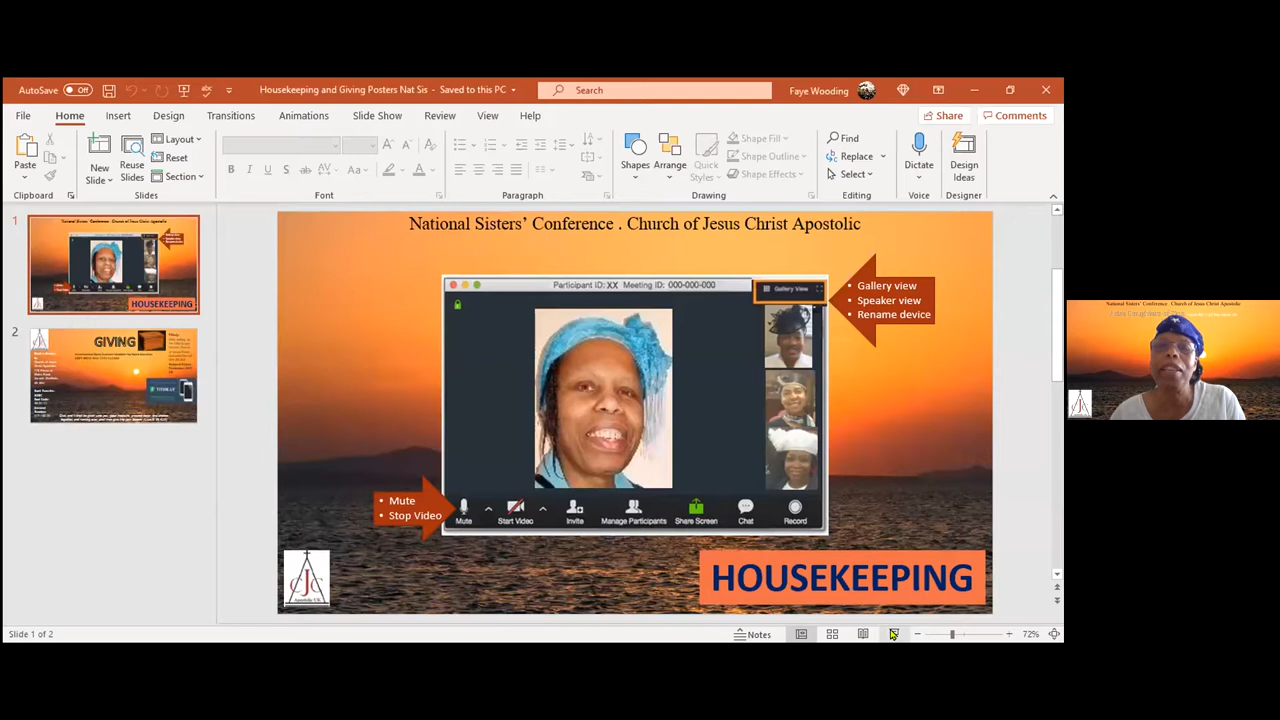 AutoSave Off
Housekeeping and Giving Posters Nat Sis - Saved to this PC
Search
Faye Wooding
File Home Insert Draw Design Transitions Animations Slide Show Review View Help
Share Comments
Paste
New Slide
Reuse Slides
Layout
Reset
Section
Shapes
Arrange
Quick Styles
Shape Fill
Shape Outline
Shape Effects
Find
Replace
Select
Dictate
Design Ideas
Clipboard Slides Font Paragraph Drawing Editing Voice Designer
1
HOUSEKEEPING
2
GIVING
National Sisters' Conference . Church of Jesus Christ Apostolic
Participant ID: XX Meeting ID: 000-000-000
Gallery View
• Gallery view
• Speaker view
• Rename device
• Mute
• Stop Video
Mute Start Video Invite Manage Participants Share Screen Chat Record
CJC
Apostolic UK
HOUSEKEEPING
National Sisters' Conference . Church of Jesus Christ Apostolic
Slide 1 of 2
Notes
72%